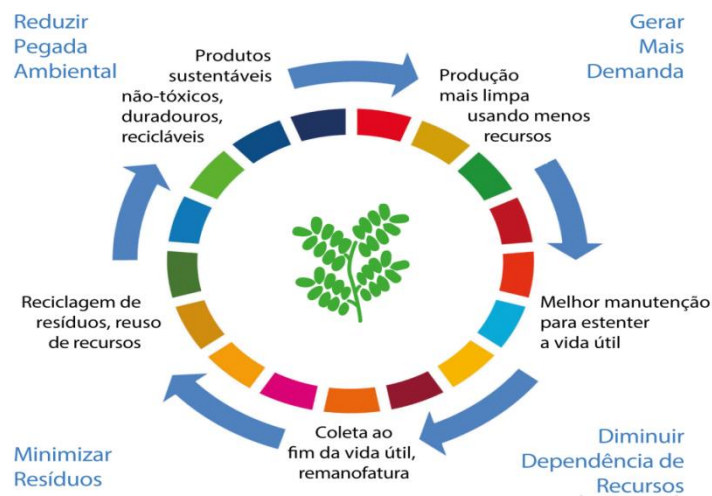 Reduzir
Pegada
Ambiental
Gerar
Mais
Demanda
Produtos
sustentáveis
não-tóxicos,
duradouros,
recicláveis
Produção
mais limpa
usando menos
recursos
Melhor manutenção
para estenter
a vida útil
Coleta ao
fim da vida útil,
remanofatura
Reciclagem de
resíduos, reuso
de recursos
Minimizar
Resíduos
Diminuir
Dependência de
Recursos